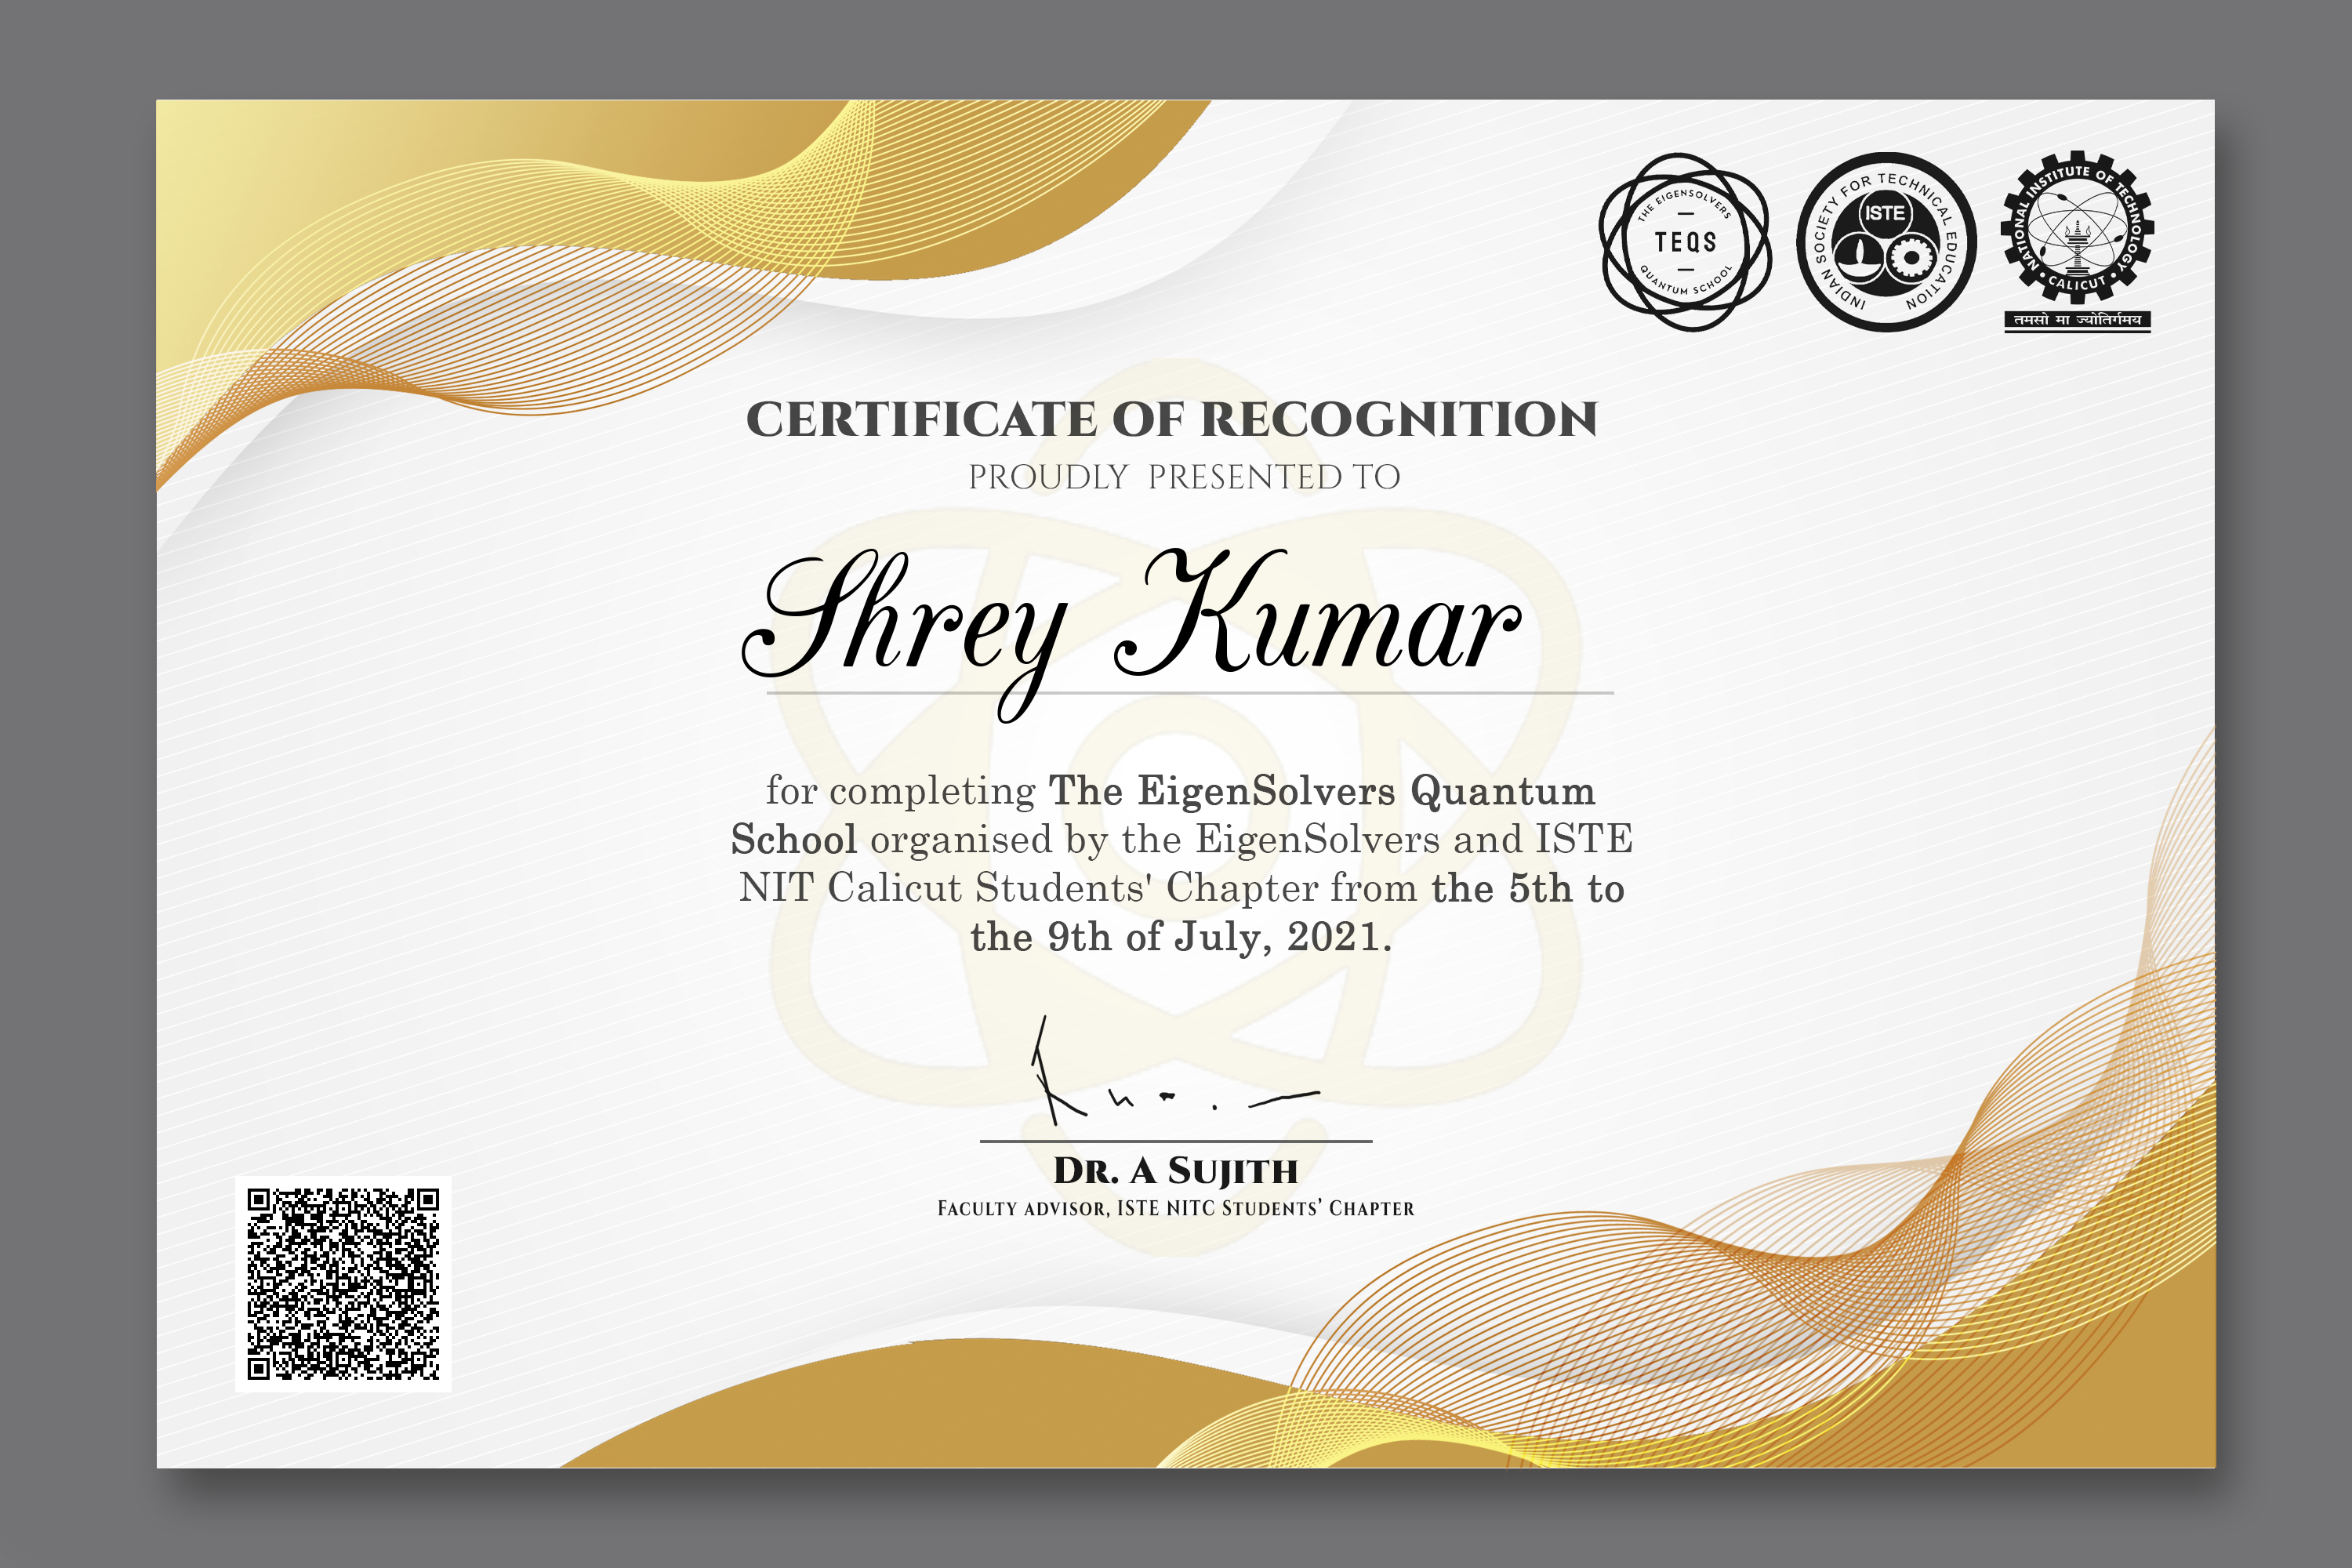 THE EIGENSOLVERS
TEQS
QUANTUM SCHOOL
INDIAN SOCIETY FOR TECHNICAL EDUCATION
ISTE
NATIONAL INSTITUTE OF TECHNOLOGY
• CALICUT •
तमसो मा ज्योतिर्गमय
CERTIFICATE OF RECOGNITION
PROUDLY PRESENTED TO
Shrey Kumar
for completing The EigenSolvers Quantum
School organised by the EigenSolvers and ISTE
NIT Calicut Students' Chapter from the 5th to
the 9th of July, 2021.
DR. A SUJITH
FACULTY ADVISOR, ISTE NITC STUDENTS’ CHAPTER